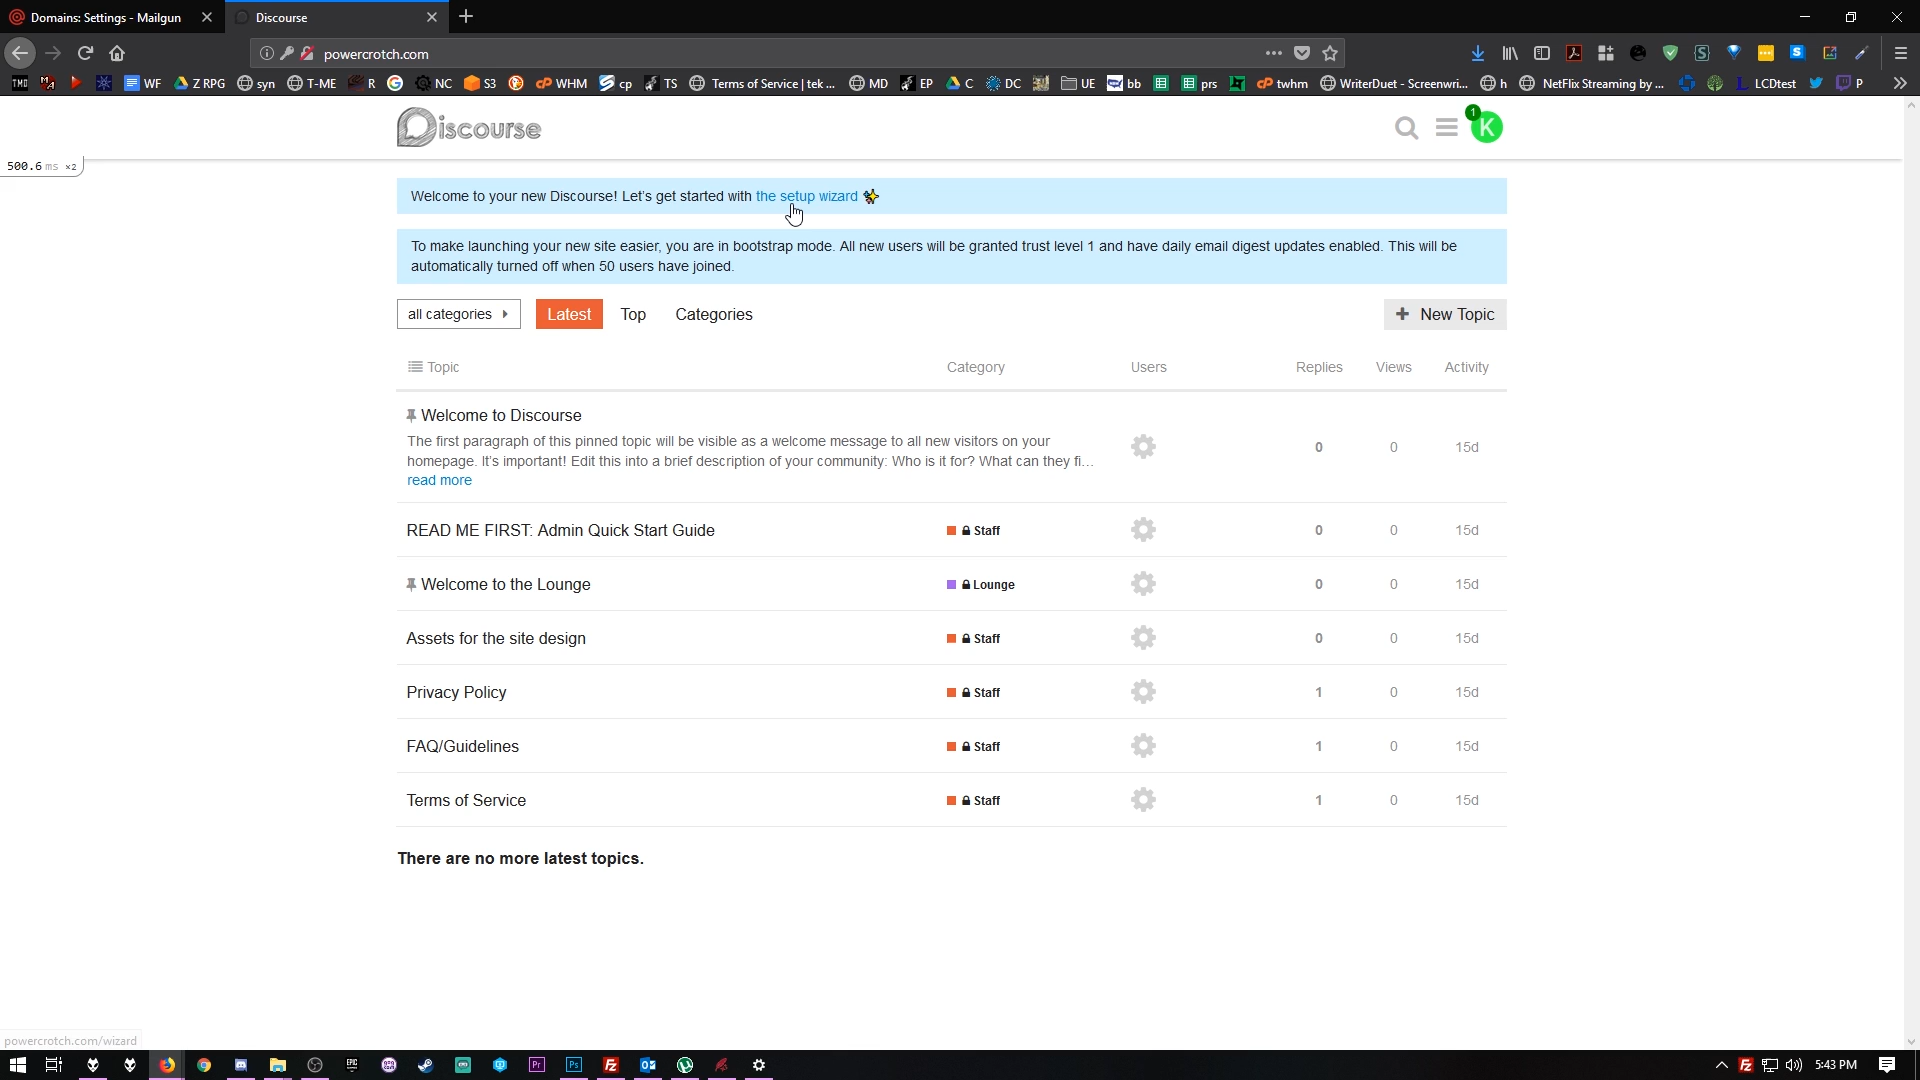 Domains: Settings - Mailgun
Discourse
powercrotch.com
TMD
WF
Z RPG
syn
T-ME
R
NC
S3
cP WHM
cp
TS
Terms of Service | tek ...
MD
EP
C
DC
UE
bb
prs
cP twhm
WriterDuet - Screenwri...
h
NetFlix Streaming by ...
L LCDtest
P
Discourse
1
K
500.6 ms ×2
Welcome to your new Discourse! Let's get started with the setup wizard
To make launching your new site easier, you are in bootstrap mode. All new users will be granted trust level 1 and have daily email digest updates enabled. This will be
automatically turned off when 50 users have joined.
all categories
Latest
Top
Categories
+ New Topic
Topic
Category
Users
Replies
Views
Activity
Welcome to Discourse
The first paragraph of this pinned topic will be visible as a welcome message to all new visitors on your
homepage. It's important! Edit this into a brief description of your community: Who is it for? What can they fi...
read more
0
0
15d
READ ME FIRST: Admin Quick Start Guide
Staff
0
0
15d
Welcome to the Lounge
Lounge
0
0
15d
Assets for the site design
Staff
0
0
15d
Privacy Policy
Staff
1
0
15d
FAQ/Guidelines
Staff
1
0
15d
Terms of Service
Staff
1
0
15d
There are no more latest topics.
powercrotch.com/wizard
EPIC
Pr
Ps
Fz
Fz
5:43 PM